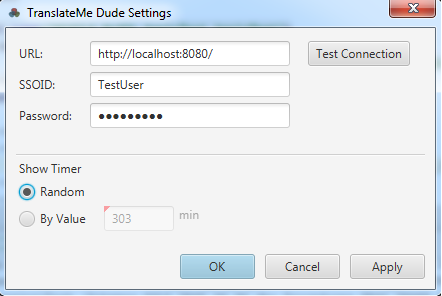 TranslateMe Dude Settings
URL: http://localhost:8080/ Test Connection
SSOID: TestUser
Password: ●●●●●●●●●
Show Timer
Random
By Value 303 min
OK Cancel Apply